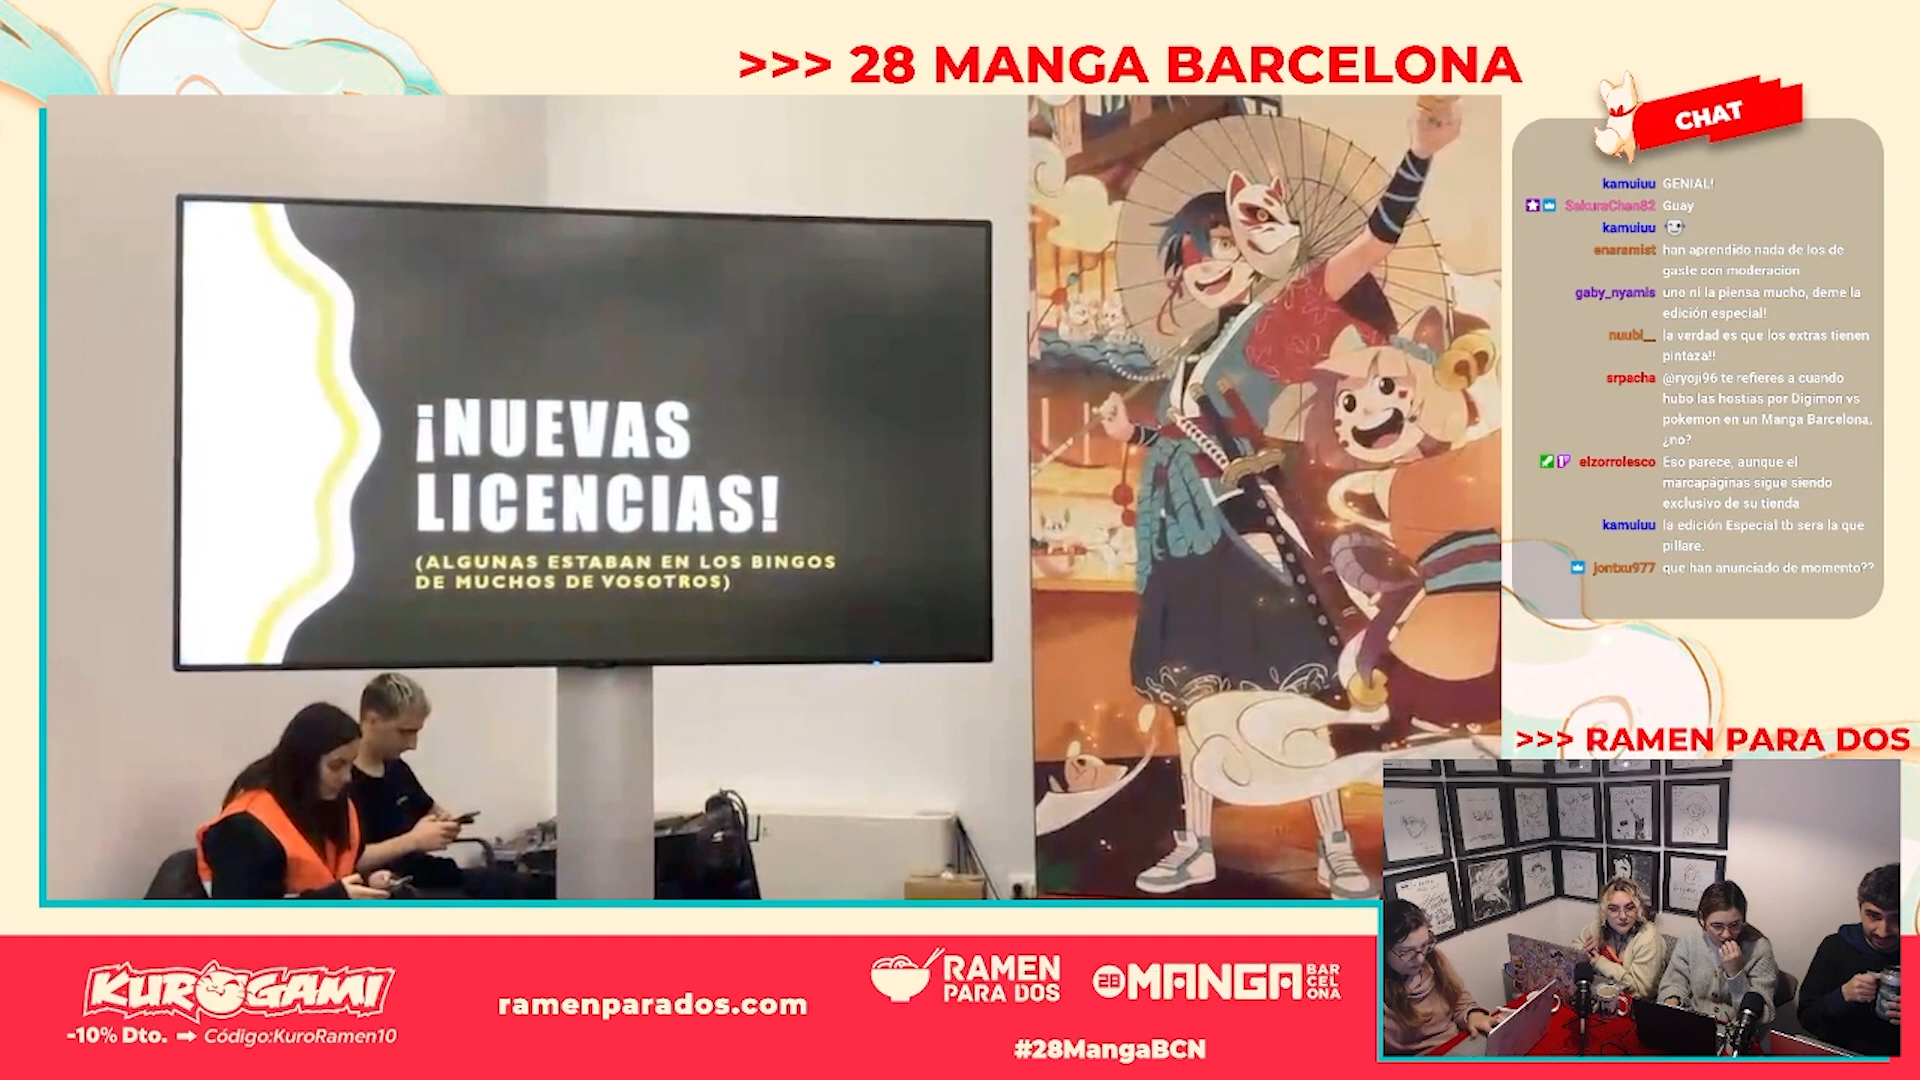 >>> 28 MANGA BARCELONA
¡NUEVAS
LICENCIAS!
(ALGUNAS ESTABAN EN LOS BINGOS
DE MUCHOS DE VOSOTROS)
CHAT
kamuiuu GENIAL!
SakuraChan82 Guay
kamuiuu
enaramist han aprendido nada de los de
gaste con moderacion
gaby_nyamis uno ni la piensa mucho, deme la
edición especial!
nuubi__ la verdad es que los extras tienen
pintaza!!
srpacha @ryoji96 te refieres a cuando
hubo las hostias por Digimon vs
pokemon en un Manga Barcelona,
¿no?
elzorrolesco Eso parece, aunque el
marcapáginas sigue siendo
exclusivo de su tienda
kamuiuu la edición Especial tb sera la que
pillare.
jontxu977 que han anunciado de momento??
>>> RAMEN PARA DOS
KUROGAMI
-10% Dto. ➡ Código:KuroRamen10
ramenparados.com
RAMEN
PARA DOS
28 MANGA BAR
CEL
ONA
#28MangaBCN